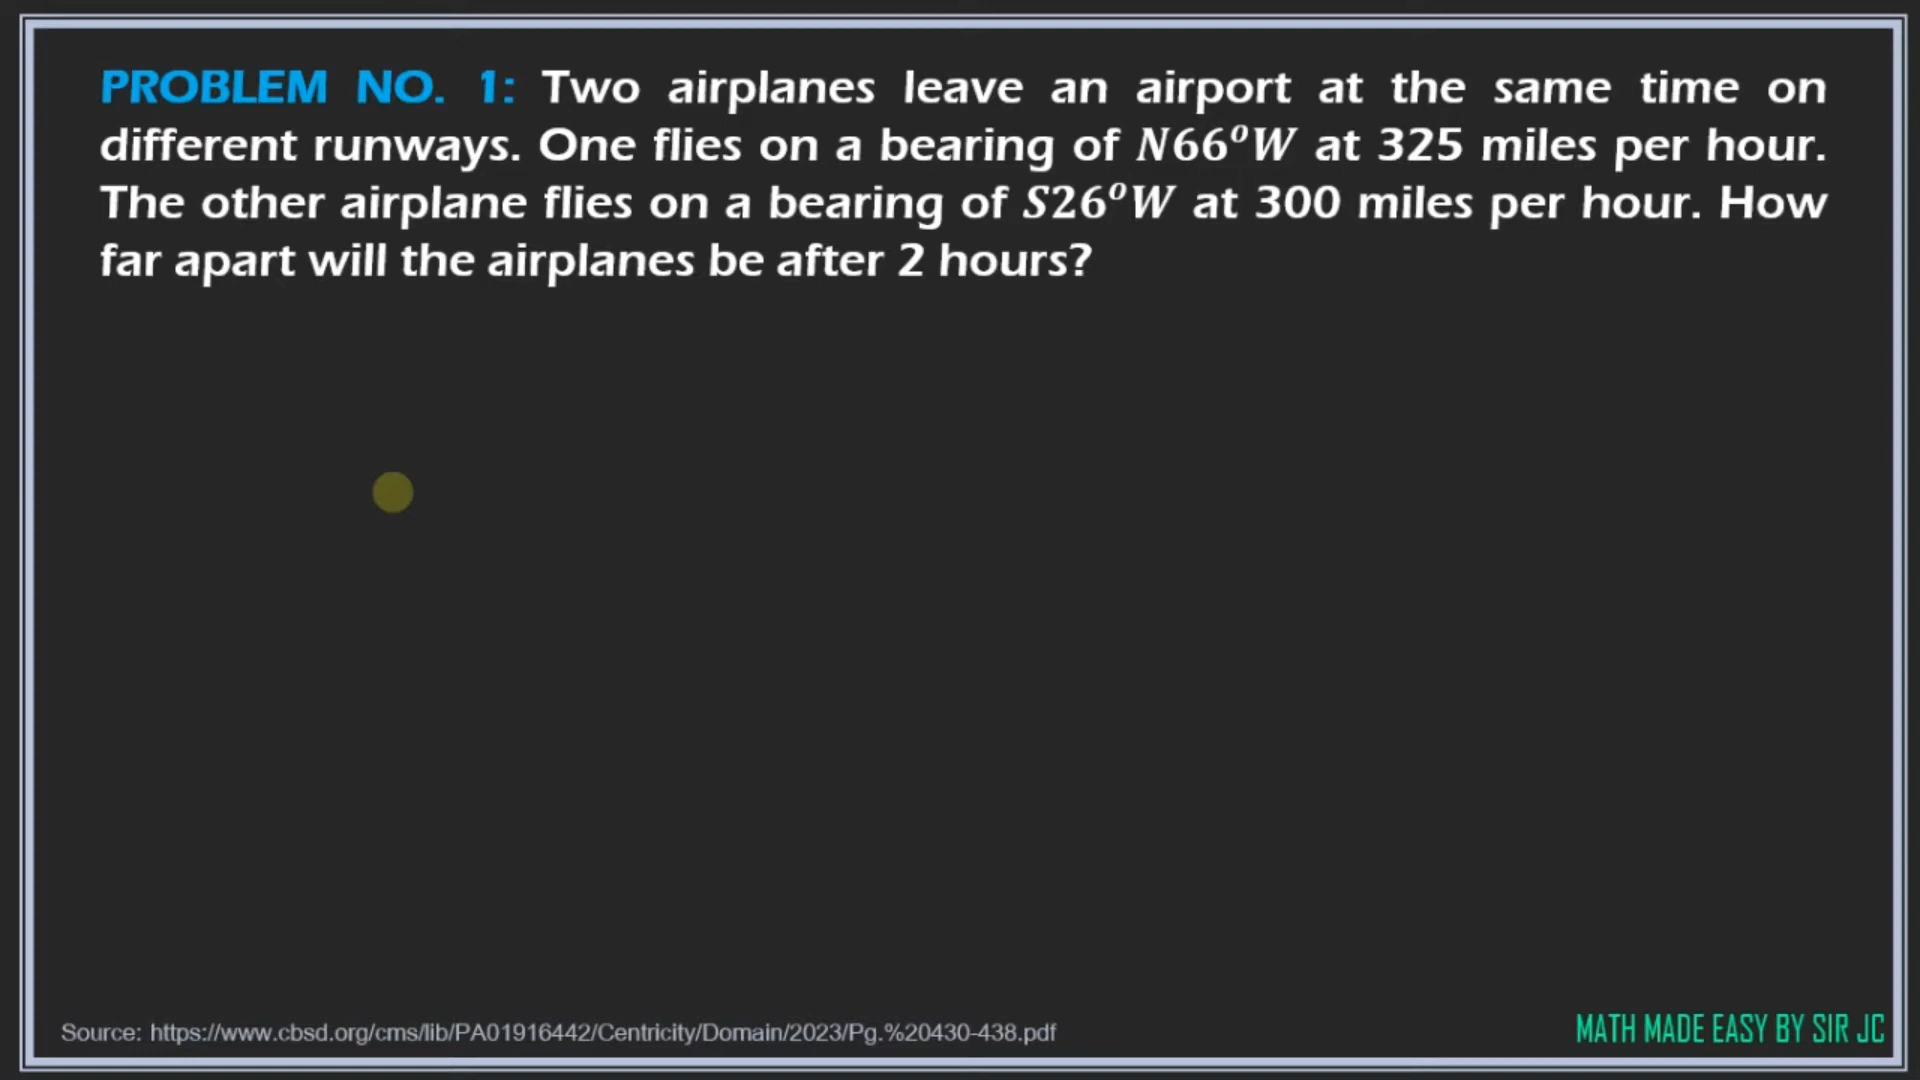 PROBLEM NO. 1: Two airplanes leave an airport at the same time on
different runways. One flies on a bearing of N66°W at 325 miles per hour.
The other airplane flies on a bearing of S26°W at 300 miles per hour. How
far apart will the airplanes be after 2 hours?
Source: https://www.cbsd.org/cms/lib/PA01916442/Centricity/Domain/2023/Pg.%20430-438.pdf
MATH MADE EASY BY SIR JC